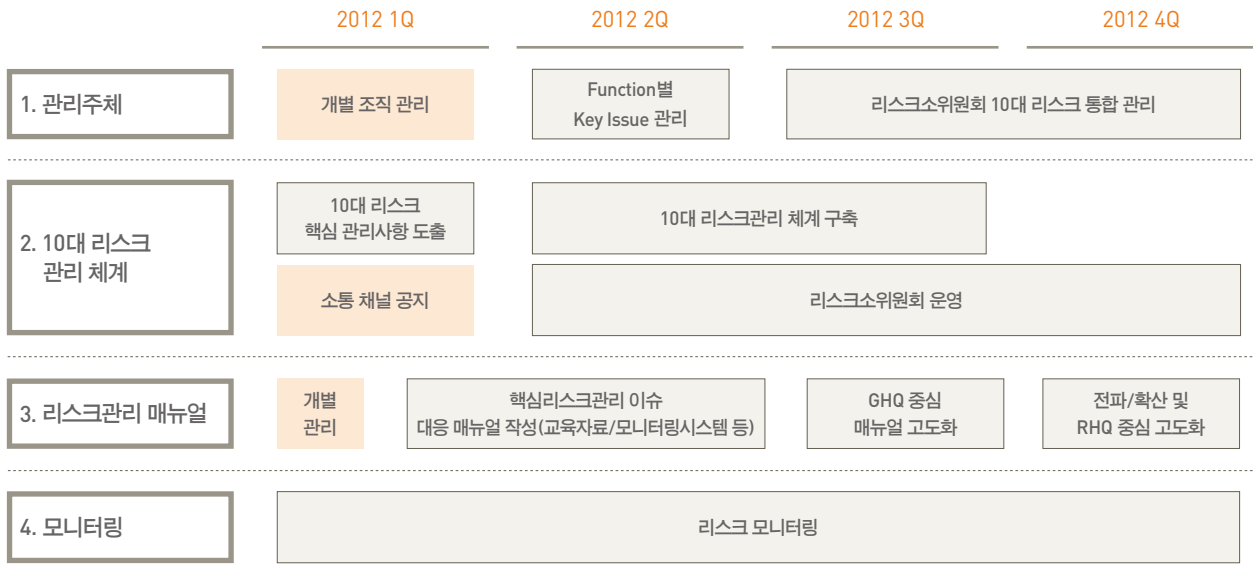 2012 1Q
2012 2Q
2012 3Q
2012 4Q
1. 관리주체
개별 조직 관리
Function별
Key Issue 관리
리스크소위원회 10대 리스크 통합 관리
2. 10대 리스크
관리 체계
10대 리스크
핵심 관리사항 도출
10대 리스크관리 체계 구축
소통 채널 공지
리스크소위원회 운영
3. 리스크관리 매뉴얼
개별
관리
핵심리스크관리 이슈
대응 매뉴얼 작성(교육자료/모니터링시스템 등)
GHQ 중심
매뉴얼 고도화
전파/확산 및
RHQ 중심 고도화
4. 모니터링
리스크 모니터링